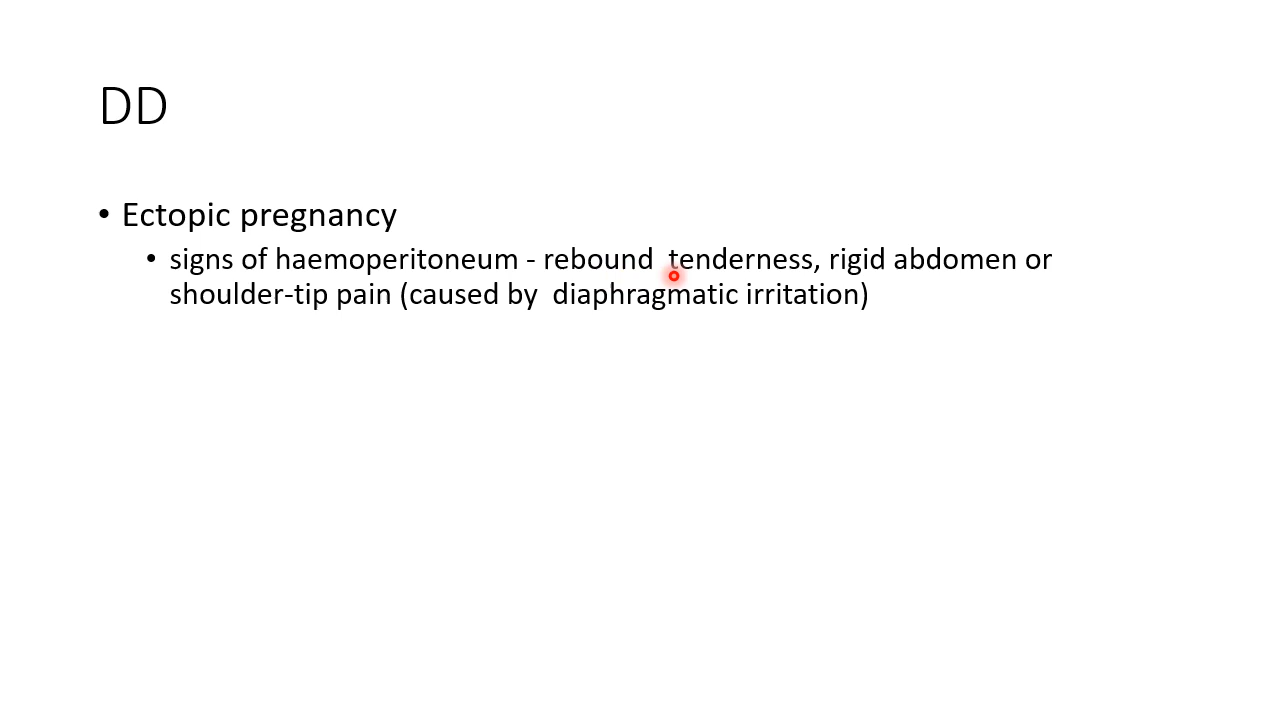 DD
• Ectopic pregnancy
• signs of haemoperitoneum - rebound  tenderness, rigid abdomen or
shoulder-tip pain (caused by  diaphragmatic irritation)